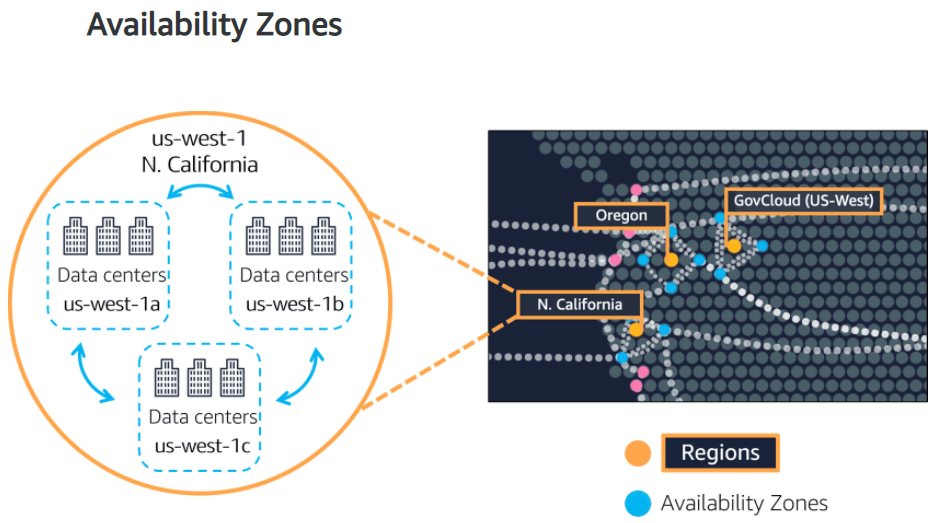 Availability Zones
us-west-1
N. California
Data centers
us-west-1a
Data centers
us-west-1b
Data centers
us-west-1c
Oregon
GovCloud (US-West)
N. California
Regions
Availability Zones